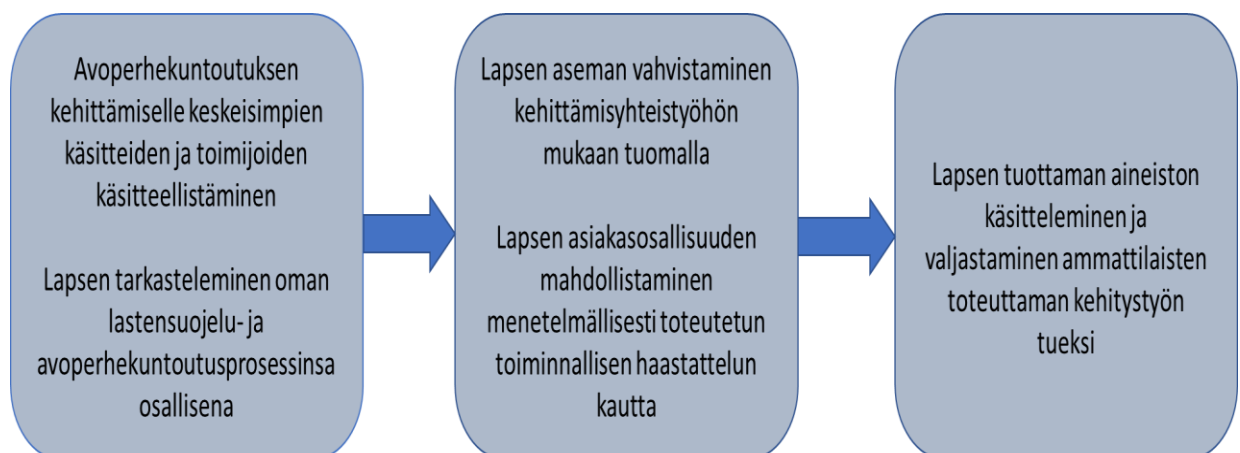 Avoperhekuntoutuksen
kehittämiselle keskeisimpien
käsitteiden ja toimijoiden
käsitteellistäminen
Lapsen tarkasteleminen oman
lastensuojelu- ja
avoperhekuntoutusprosessinsa
osallisena
Lapsen aseman vahvistaminen
kehittämisyhteistyöhön
mukaan tuomalla
Lapsen asiakasosallisuuden
mahdollistaminen
menetelmällisesti toteutetun
toiminnallisen haastattelun
kautta
Lapsen tuottaman aineiston
käsitteleminen ja
valjastaminen ammattilaisten
toteuttaman kehitystyön
tueksi